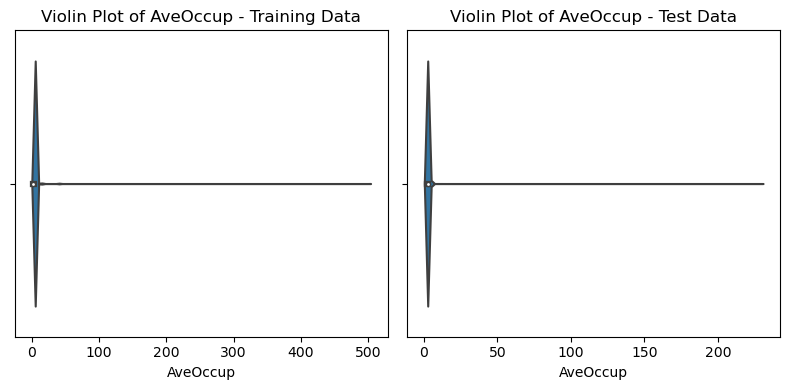 Violin Plot of AveOccup - Training Data
0 100 200 300 400 500
AveOccup
Violin Plot of AveOccup - Test Data
0 50 100 150 200
AveOccup